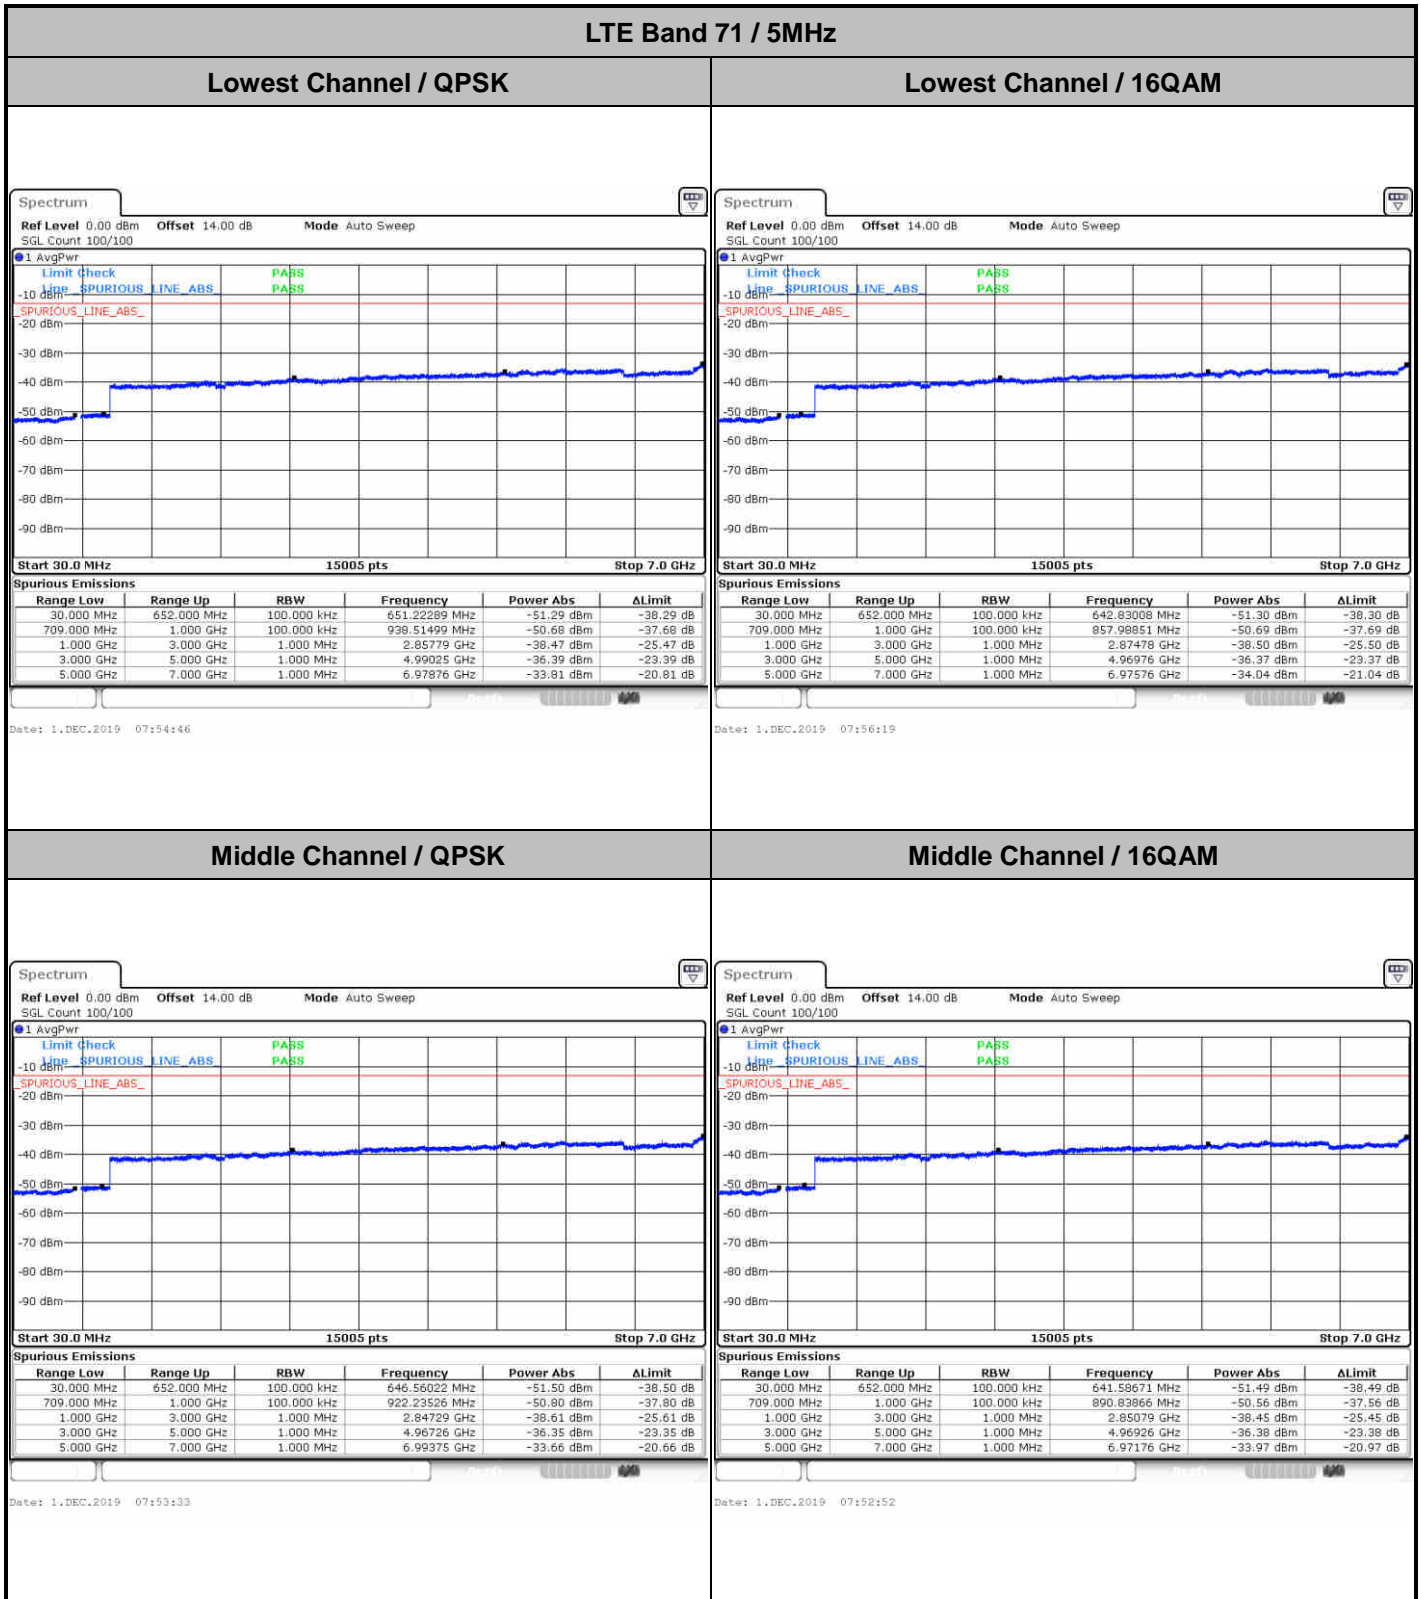 LTE Band 71 / 5MHz
Lowest Channel / QPSK
Lowest Channel / 16QAM
Spectrum
Ref Level 0.00 dBm Offset 14.00 dB Mode Auto Sweep
SGL Count 100/100
1 AvgPwr
Limit Check PASS
Line _SPURIOUS_LINE_ABS_ PASS
-10 dBm
_SPURIOUS_LINE_ABS_
-20 dBm
-30 dBm
-40 dBm
-50 dBm
-60 dBm
-70 dBm
-80 dBm
-90 dBm
Start 30.0 MHz 15005 pts Stop 7.0 GHz
Spurious Emissions
Range Low Range Up RBW Frequency Power Abs ΔLimit
30.000 MHz 652.000 MHz 100.000 kHz 651.22289 MHz -51.29 dBm -38.29 dB
709.000 MHz 1.000 GHz 100.000 kHz 938.51499 MHz -50.68 dBm -37.68 dB
1.000 GHz 3.000 GHz 1.000 MHz 2.85779 GHz -38.47 dBm -25.47 dB
3.000 GHz 5.000 GHz 1.000 MHz 4.99025 GHz -36.39 dBm -23.39 dB
5.000 GHz 7.000 GHz 1.000 MHz 6.97876 GHz -33.81 dBm -20.81 dB
Date: 1.DEC.2019 07:54:46
Spectrum
Ref Level 0.00 dBm Offset 14.00 dB Mode Auto Sweep
SGL Count 100/100
1 AvgPwr
Limit Check PASS
Line _SPURIOUS_LINE_ABS_ PASS
-10 dBm
_SPURIOUS_LINE_ABS_
-20 dBm
-30 dBm
-40 dBm
-50 dBm
-60 dBm
-70 dBm
-80 dBm
-90 dBm
Start 30.0 MHz 15005 pts Stop 7.0 GHz
Spurious Emissions
Range Low Range Up RBW Frequency Power Abs ΔLimit
30.000 MHz 652.000 MHz 100.000 kHz 642.83008 MHz -51.30 dBm -38.30 dB
709.000 MHz 1.000 GHz 100.000 kHz 857.98851 MHz -50.69 dBm -37.69 dB
1.000 GHz 3.000 GHz 1.000 MHz 2.87478 GHz -38.50 dBm -25.50 dB
3.000 GHz 5.000 GHz 1.000 MHz 4.96976 GHz -36.37 dBm -23.37 dB
5.000 GHz 7.000 GHz 1.000 MHz 6.97576 GHz -34.04 dBm -21.04 dB
Date: 1.DEC.2019 07:56:19
Middle Channel / QPSK
Middle Channel / 16QAM
Spectrum
Ref Level 0.00 dBm Offset 14.00 dB Mode Auto Sweep
SGL Count 100/100
1 AvgPwr
Limit Check PASS
Line _SPURIOUS_LINE_ABS_ PASS
-10 dBm
_SPURIOUS_LINE_ABS_
-20 dBm
-30 dBm
-40 dBm
-50 dBm
-60 dBm
-70 dBm
-80 dBm
-90 dBm
Start 30.0 MHz 15005 pts Stop 7.0 GHz
Spurious Emissions
Range Low Range Up RBW Frequency Power Abs ΔLimit
30.000 MHz 652.000 MHz 100.000 kHz 646.56022 MHz -51.50 dBm -38.50 dB
709.000 MHz 1.000 GHz 100.000 kHz 922.23526 MHz -50.80 dBm -37.80 dB
1.000 GHz 3.000 GHz 1.000 MHz 2.84729 GHz -38.61 dBm -25.61 dB
3.000 GHz 5.000 GHz 1.000 MHz 4.96726 GHz -36.35 dBm -23.35 dB
5.000 GHz 7.000 GHz 1.000 MHz 6.99375 GHz -33.66 dBm -20.66 dB
Date: 1.DEC.2019 07:53:33
Spectrum
Ref Level 0.00 dBm Offset 14.00 dB Mode Auto Sweep
SGL Count 100/100
1 AvgPwr
Limit Check PASS
Line _SPURIOUS_LINE_ABS_ PASS
-10 dBm
_SPURIOUS_LINE_ABS_
-20 dBm
-30 dBm
-40 dBm
-50 dBm
-60 dBm
-70 dBm
-80 dBm
-90 dBm
Start 30.0 MHz 15005 pts Stop 7.0 GHz
Spurious Emissions
Range Low Range Up RBW Frequency Power Abs ΔLimit
30.000 MHz 652.000 MHz 100.000 kHz 641.58671 MHz -51.49 dBm -38.49 dB
709.000 MHz 1.000 GHz 100.000 kHz 890.83866 MHz -50.56 dBm -37.56 dB
1.000 GHz 3.000 GHz 1.000 MHz 2.85079 GHz -38.45 dBm -25.45 dB
3.000 GHz 5.000 GHz 1.000 MHz 4.96926 GHz -36.38 dBm -23.38 dB
5.000 GHz 7.000 GHz 1.000 MHz 6.97176 GHz -33.97 dBm -20.97 dB
Date: 1.DEC.2019 07:52:52